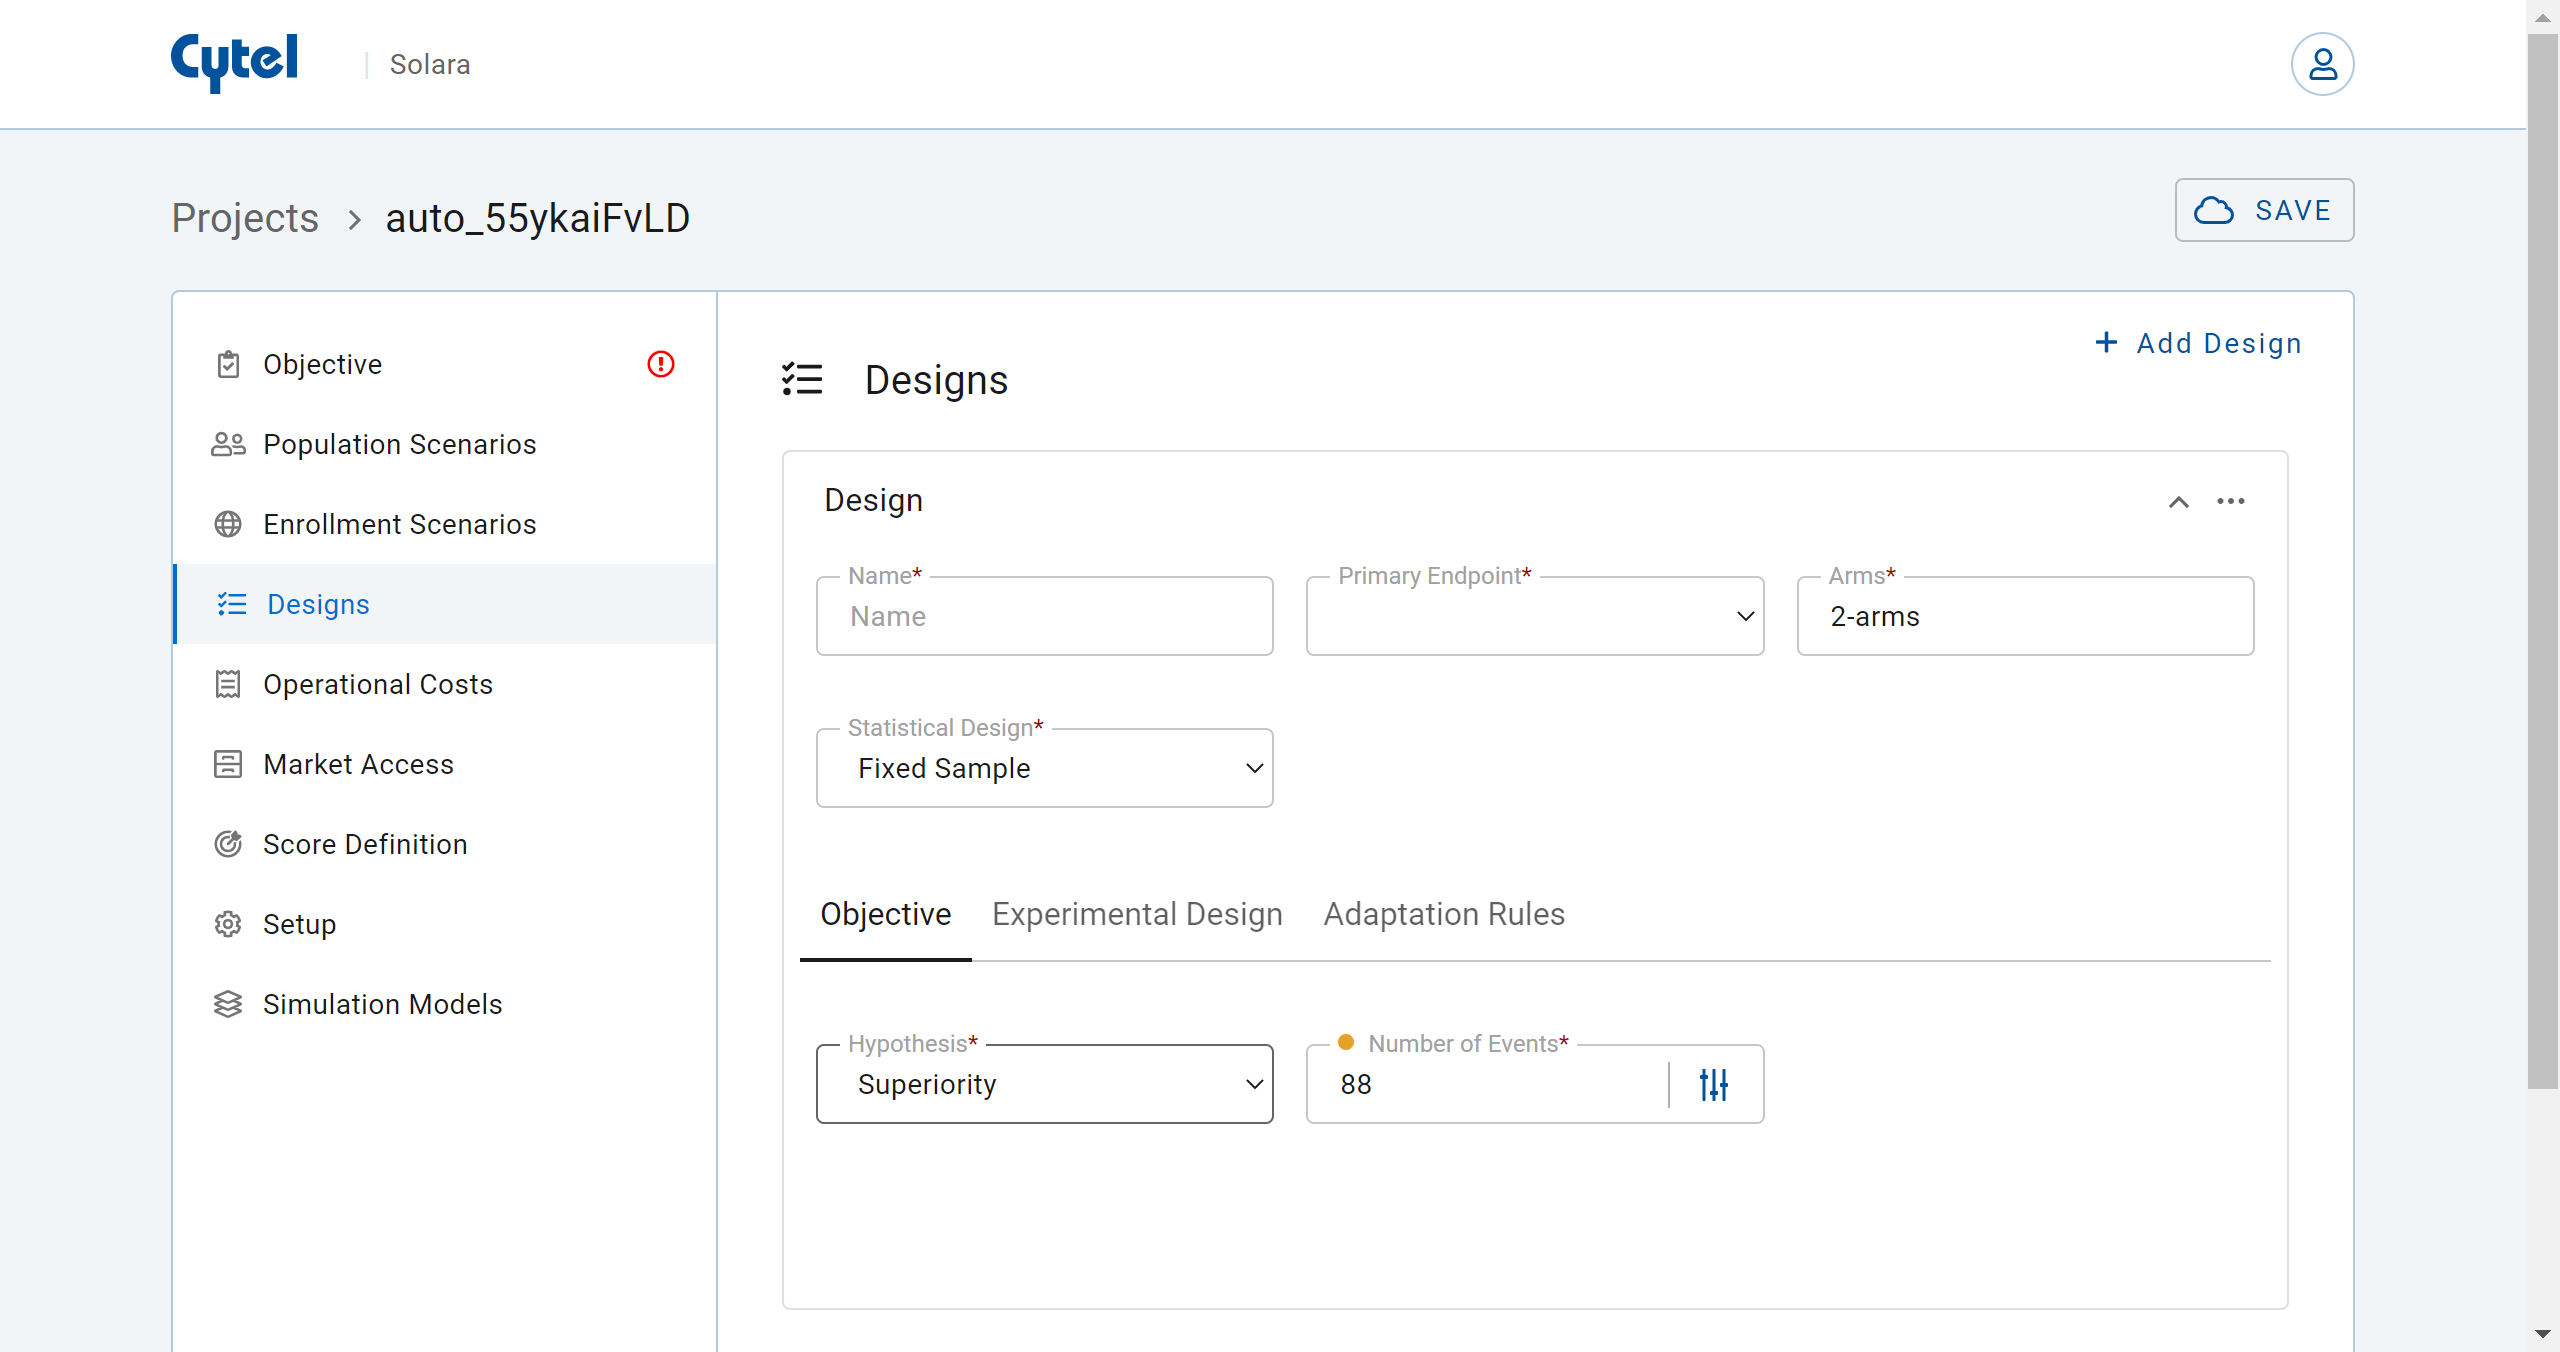 Cytel | Solara
Projects > auto_55ykaiFvLD
SAVE
Objective
Population Scenarios
Enrollment Scenarios
Designs
Operational Costs
Market Access
Score Definition
Setup
Simulation Models
+ Add Design
Designs
Design
Name* Primary Endpoint* Arms*
Name 2-arms
Statistical Design*
Fixed Sample
Objective Experimental Design Adaptation Rules
Hypothesis* Number of Events*
Superiority 88